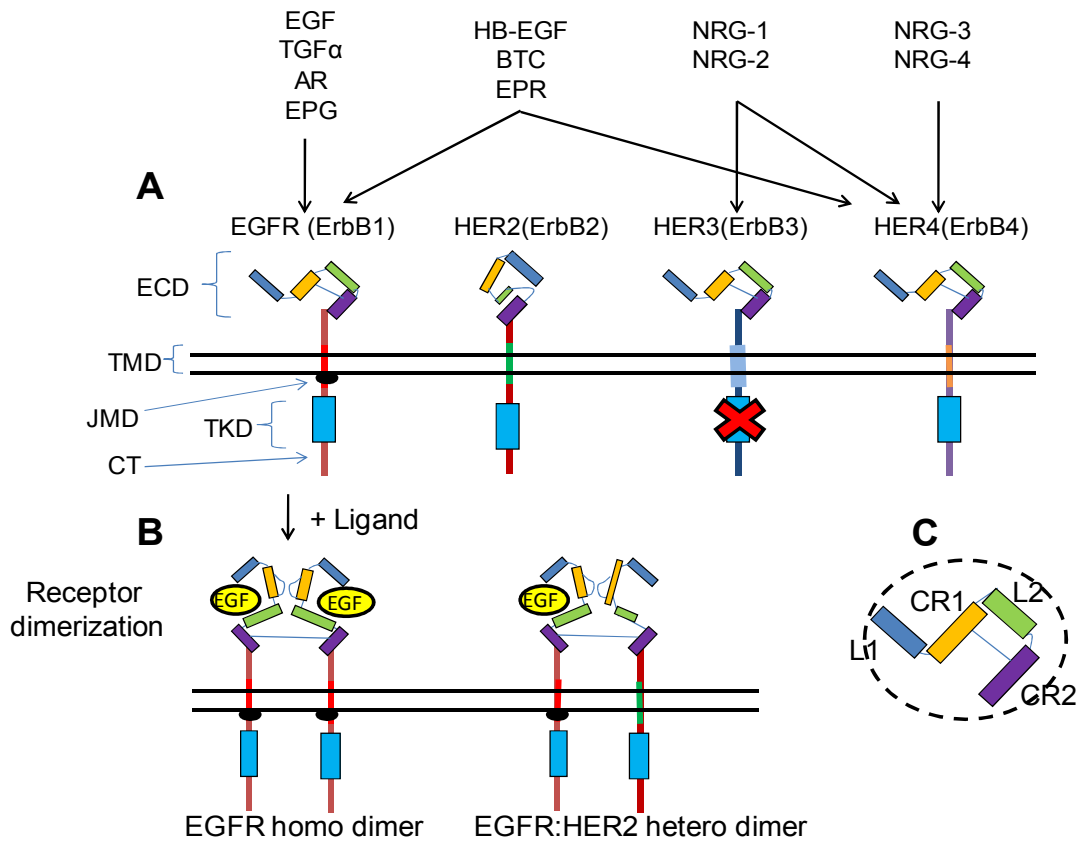 EGF
TGFα
AR
EPG
HB-EGF
BTC
EPR
NRG-1
NRG-2
NRG-3
NRG-4
A
EGFR (ErbB1)
HER2(ErbB2)
HER3(ErbB3)
HER4(ErbB4)
ECD
TMD
JMD
TKD
CT
+ Ligand
B
Receptor
dimerization
EGF
EGF
EGF
EGFR homo dimer
EGFR:HER2 hetero dimer
C
CR1
L2
L1
CR2